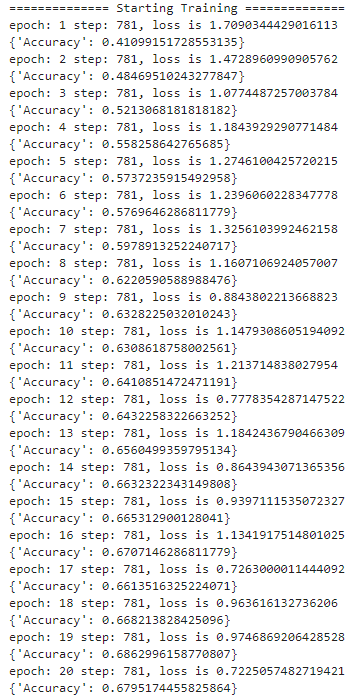 =============== Starting Training ===============
epoch: 1 step: 781, loss is 1.7090344429016113
{'Accuracy': 0.41099151728553135}
epoch: 2 step: 781, loss is 1.4728960990905762
{'Accuracy': 0.48469510243277847}
epoch: 3 step: 781, loss is 1.0774487257003784
{'Accuracy': 0.5213068181818182}
epoch: 4 step: 781, loss is 1.1843929290771484
{'Accuracy': 0.558258642765685}
epoch: 5 step: 781, loss is 1.2746100425720215
{'Accuracy': 0.5737235915492958}
epoch: 6 step: 781, loss is 1.2396060228347778
{'Accuracy': 0.5769646286811779}
epoch: 7 step: 781, loss is 1.3256103992462158
{'Accuracy': 0.5978913252240717}
epoch: 8 step: 781, loss is 1.1607106924057007
{'Accuracy': 0.6220590588988476}
epoch: 9 step: 781, loss is 0.8843802213668823
{'Accuracy': 0.6328225032010243}
epoch: 10 step: 781, loss is 1.1479308605194092
{'Accuracy': 0.6308618758002561}
epoch: 11 step: 781, loss is 1.213714838027954
{'Accuracy': 0.6410851472471191}
epoch: 12 step: 781, loss is 0.7778354287147522
{'Accuracy': 0.6432258322663252}
epoch: 13 step: 781, loss is 1.1842436790466309
{'Accuracy': 0.6560499359795134}
epoch: 14 step: 781, loss is 0.8643943071365356
{'Accuracy': 0.6632322343149808}
epoch: 15 step: 781, loss is 0.9397111535072327
{'Accuracy': 0.665312900128041}
epoch: 16 step: 781, loss is 1.1341917514801025
{'Accuracy': 0.6707146286811779}
epoch: 17 step: 781, loss is 0.7263000011444092
{'Accuracy': 0.6613516325224071}
epoch: 18 step: 781, loss is 0.963616132736206
{'Accuracy': 0.668213828425096}
epoch: 19 step: 781, loss is 0.9746869206428528
{'Accuracy': 0.6862996158770807}
epoch: 20 step: 781, loss is 0.7225057482719421
{'Accuracy': 0.6795174455825864}